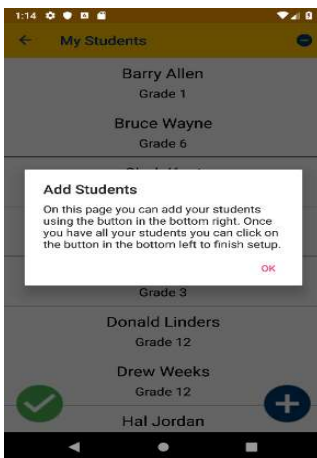 1:14
My Students
Barry Allen
Grade 1
Bruce Wayne
Grade 6
Add Students
On this page you can add your students
using the button in the bottom right. Once
you have all your students you can click on
the button in the bottom left to finish setup.
OK
Grade 3
Donald Linders
Grade 12
Drew Weeks
Grade 12
Hal Jordan